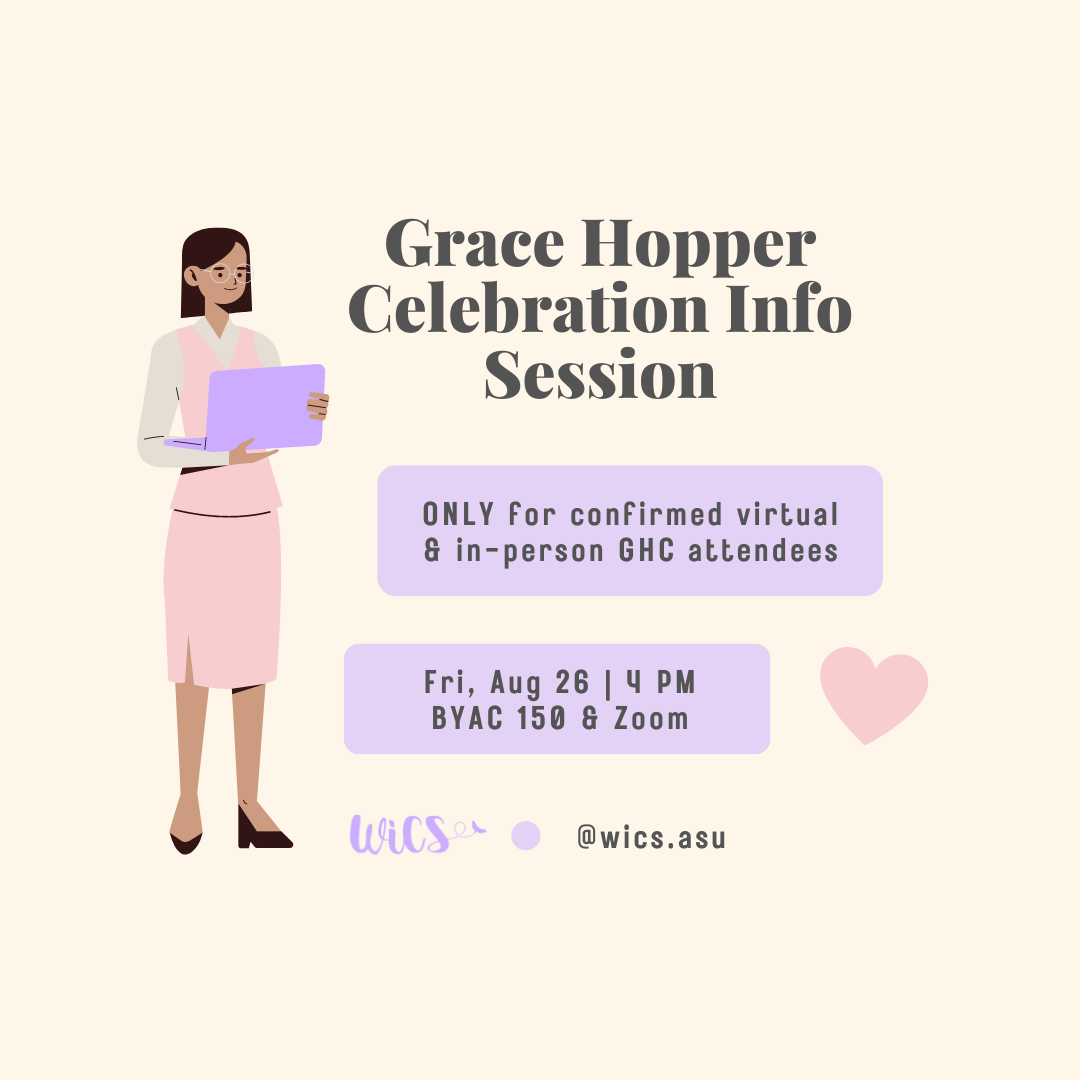 Grace Hopper
Celebration Info
Session
ONLY for confirmed virtual
& in-person GHC attendees
Fri, Aug 26 | 4 PM
BYAC 150 & Zoom
WiCS
@wics.asu